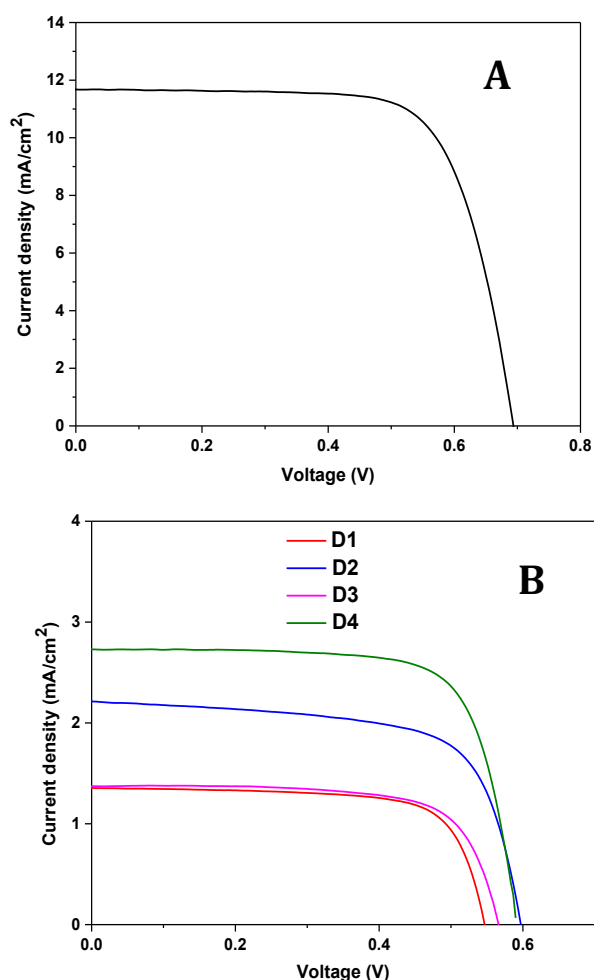 14
12
10
8
6
4
2
0
0.0 0.2 0.4 0.6 0.8
Current density (mA/cm²)
Voltage (V)
A
4
3
2
1
0
0.0 0.2 0.4 0.6
Current density (mA/cm²)
Voltage (V)
D1
D2
D3
D4
B